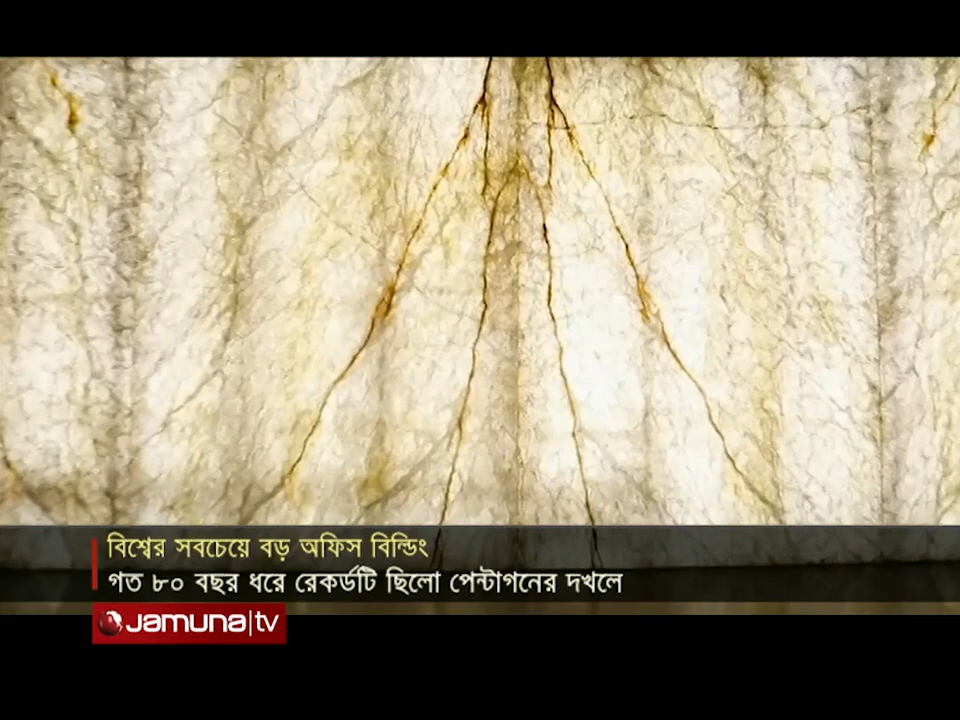 বিশ্বের সবচেয়ে বড় অফিস বিল্ডিং
গত ৮০ বছর ধরে রেকর্ডটি ছিলো পেন্টাগনের দখলে
Jamuna|tv